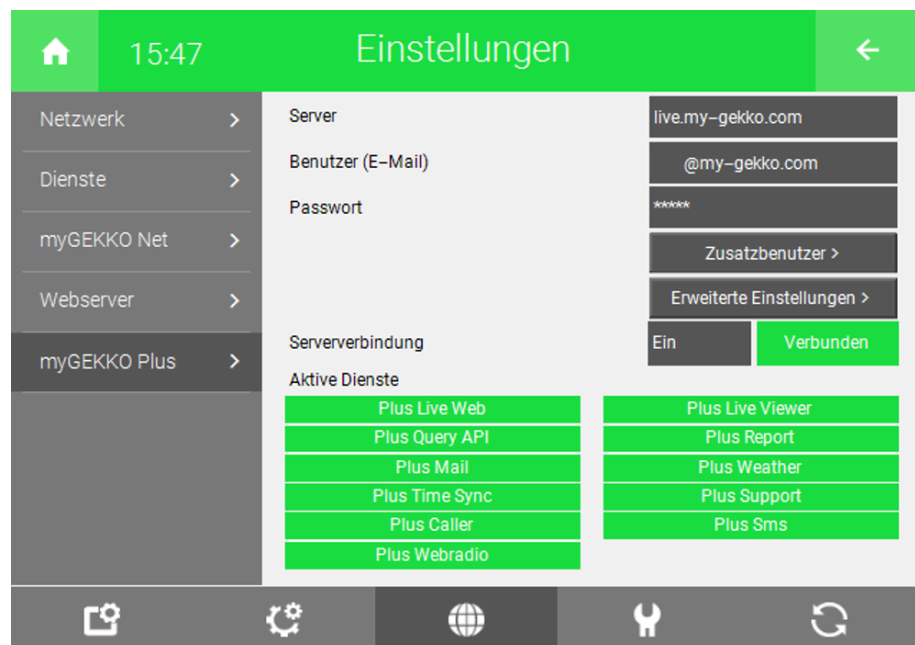 15:47
Einstellungen
Netzwerk >
Dienste >
myGEKKO Net >
Webserver >
myGEKKO Plus >
Server live.my-gekko.com
Benutzer (E-Mail) @my-gekko.com
Passwort *****
Zusatzbenutzer >
Erweiterte Einstellungen >
Serververbindung Ein Verbunden
Aktive Dienste
Plus Live Web Plus Live Viewer
Plus Query API Plus Report
Plus Mail Plus Weather
Plus Time Sync Plus Support
Plus Caller Plus Sms
Plus Webradio